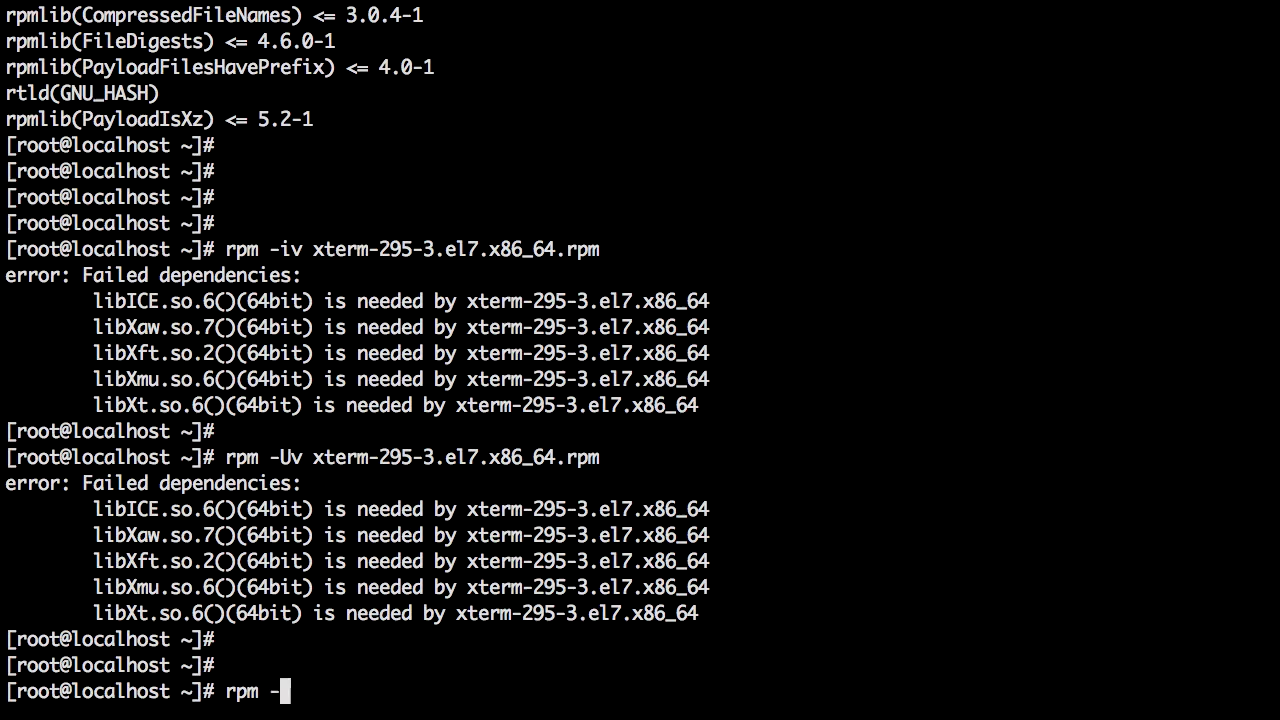 rpmlib(CompressedFileNames) <= 3.0.4-1
rpmlib(FileDigests) <= 4.6.0-1
rpmlib(PayloadFilesHavePrefix) <= 4.0-1
rtld(GNU_HASH)
rpmlib(PayloadIsXz) <= 5.2-1
[root@localhost ~]#
[root@localhost ~]#
[root@localhost ~]#
[root@localhost ~]#
[root@localhost ~]# rpm -iv xterm-295-3.el7.x86_64.rpm
error: Failed dependencies:
        libICE.so.6()(64bit) is needed by xterm-295-3.el7.x86_64
        libXaw.so.7()(64bit) is needed by xterm-295-3.el7.x86_64
        libXft.so.2()(64bit) is needed by xterm-295-3.el7.x86_64
        libXmu.so.6()(64bit) is needed by xterm-295-3.el7.x86_64
        libXt.so.6()(64bit) is needed by xterm-295-3.el7.x86_64
[root@localhost ~]#
[root@localhost ~]# rpm -Uv xterm-295-3.el7.x86_64.rpm
error: Failed dependencies:
        libICE.so.6()(64bit) is needed by xterm-295-3.el7.x86_64
        libXaw.so.7()(64bit) is needed by xterm-295-3.el7.x86_64
        libXft.so.2()(64bit) is needed by xterm-295-3.el7.x86_64
        libXmu.so.6()(64bit) is needed by xterm-295-3.el7.x86_64
        libXt.so.6()(64bit) is needed by xterm-295-3.el7.x86_64
[root@localhost ~]#
[root@localhost ~]#
[root@localhost ~]# rpm -